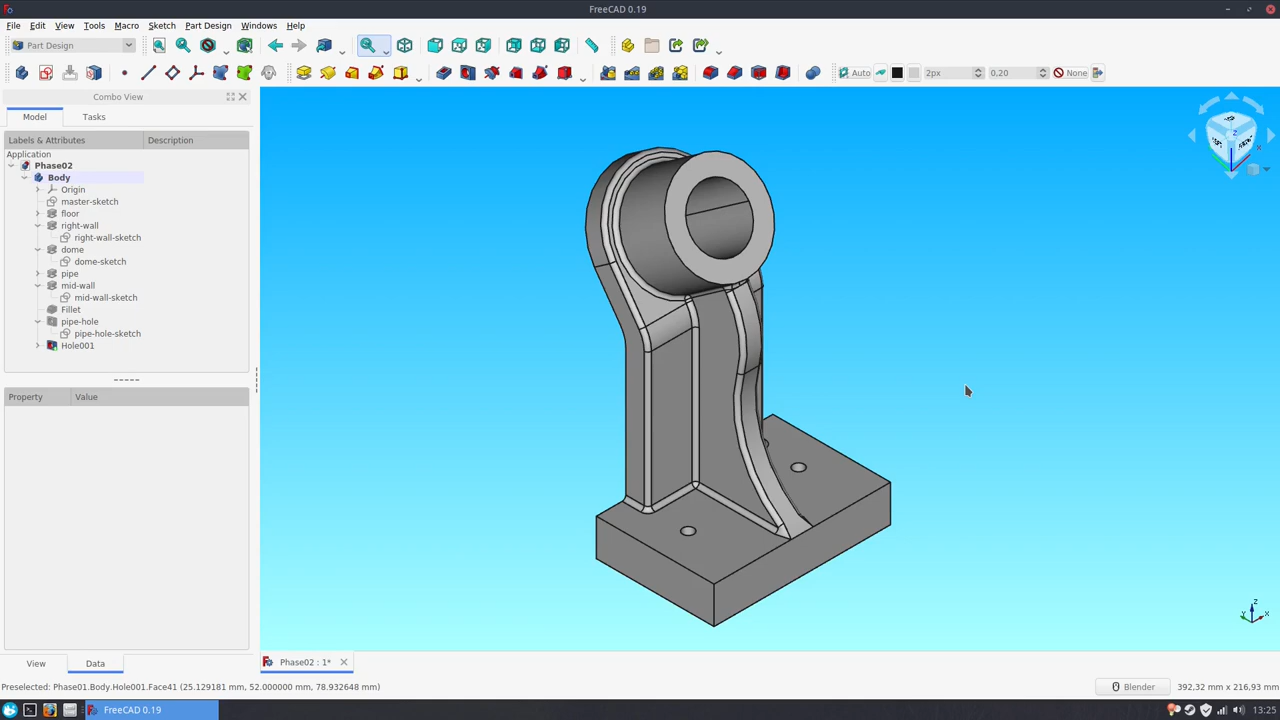 FreeCAD 0.19
File Edit View Tools Macro Sketch Part Design Windows Help
Part Design
Auto 2px 0,20 None
Combo View
Model Tasks
Labels & Attributes Description
Application
Phase02
Body
Origin
master-sketch
floor
right-wall
right-wall-sketch
dome
dome-sketch
pipe
mid-wall
mid-wall-sketch
Fillet
pipe-hole
pipe-hole-sketch
Hole001
Property Value
Z
X
Y
View Data
Phase02 : 1*
Preselected: Phase01.Body.Hole001.Face41 (25.129181 mm, 52.000000 mm, 78.932648 mm)
Blender
392,32 mm x 216,93 mm
FreeCAD 0.19
13:25